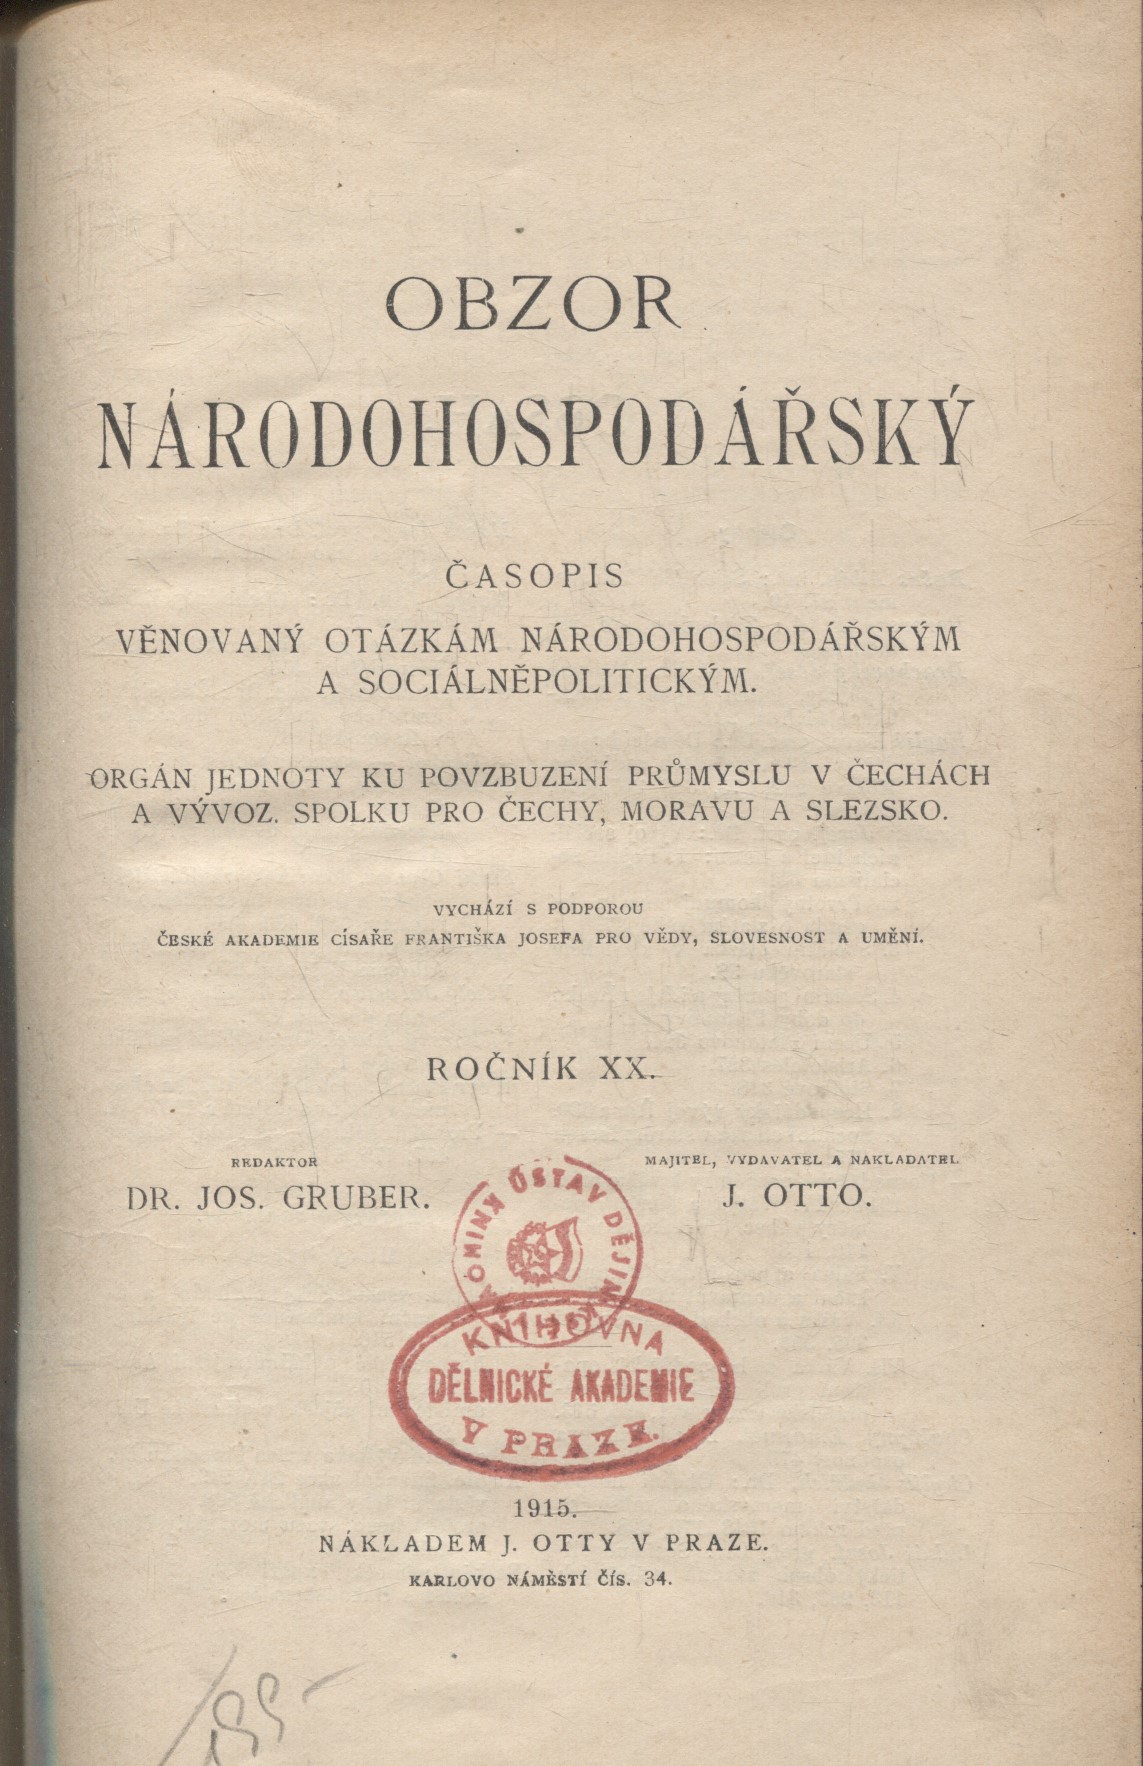 OBZOR
NÁRODOHOSPODÁŘSKÝ
ČASOPIS
VĚNOVANÝ OTÁZKÁM NÁRODOHOSPODÁŘSKÝM
A SOCIÁLNĚPOLITICKÝM.
ORGÁN JEDNOTY KU POVZBUZENÍ PRŮMYSLU V ČECHÁCH
A VÝVOZ. SPOLKU PRO ČECHY, MORAVU A SLEZSKO.
VYCHÁZÍ S PODPOROU
ČESKÉ AKADEMIE CÍSAŘE FRANTIŠKA JOSEFA PRO VĚDY, SLOVESNOST A UMĚNÍ.
ROČNÍK XX.
REDAKTOR
DR. JOS. GRUBER.
MAJITEL, VYDAVATEL A NAKLADATEL
J. OTTO.
ÚSTAV DĚJIN
KNIHOVNA
DĚLNICKÉ AKADEMIE
V PRAZE.
1915.
NÁKLADEM J. OTTY V PRAZE.
KARLOVO NÁMĚSTÍ ČÍS. 34.